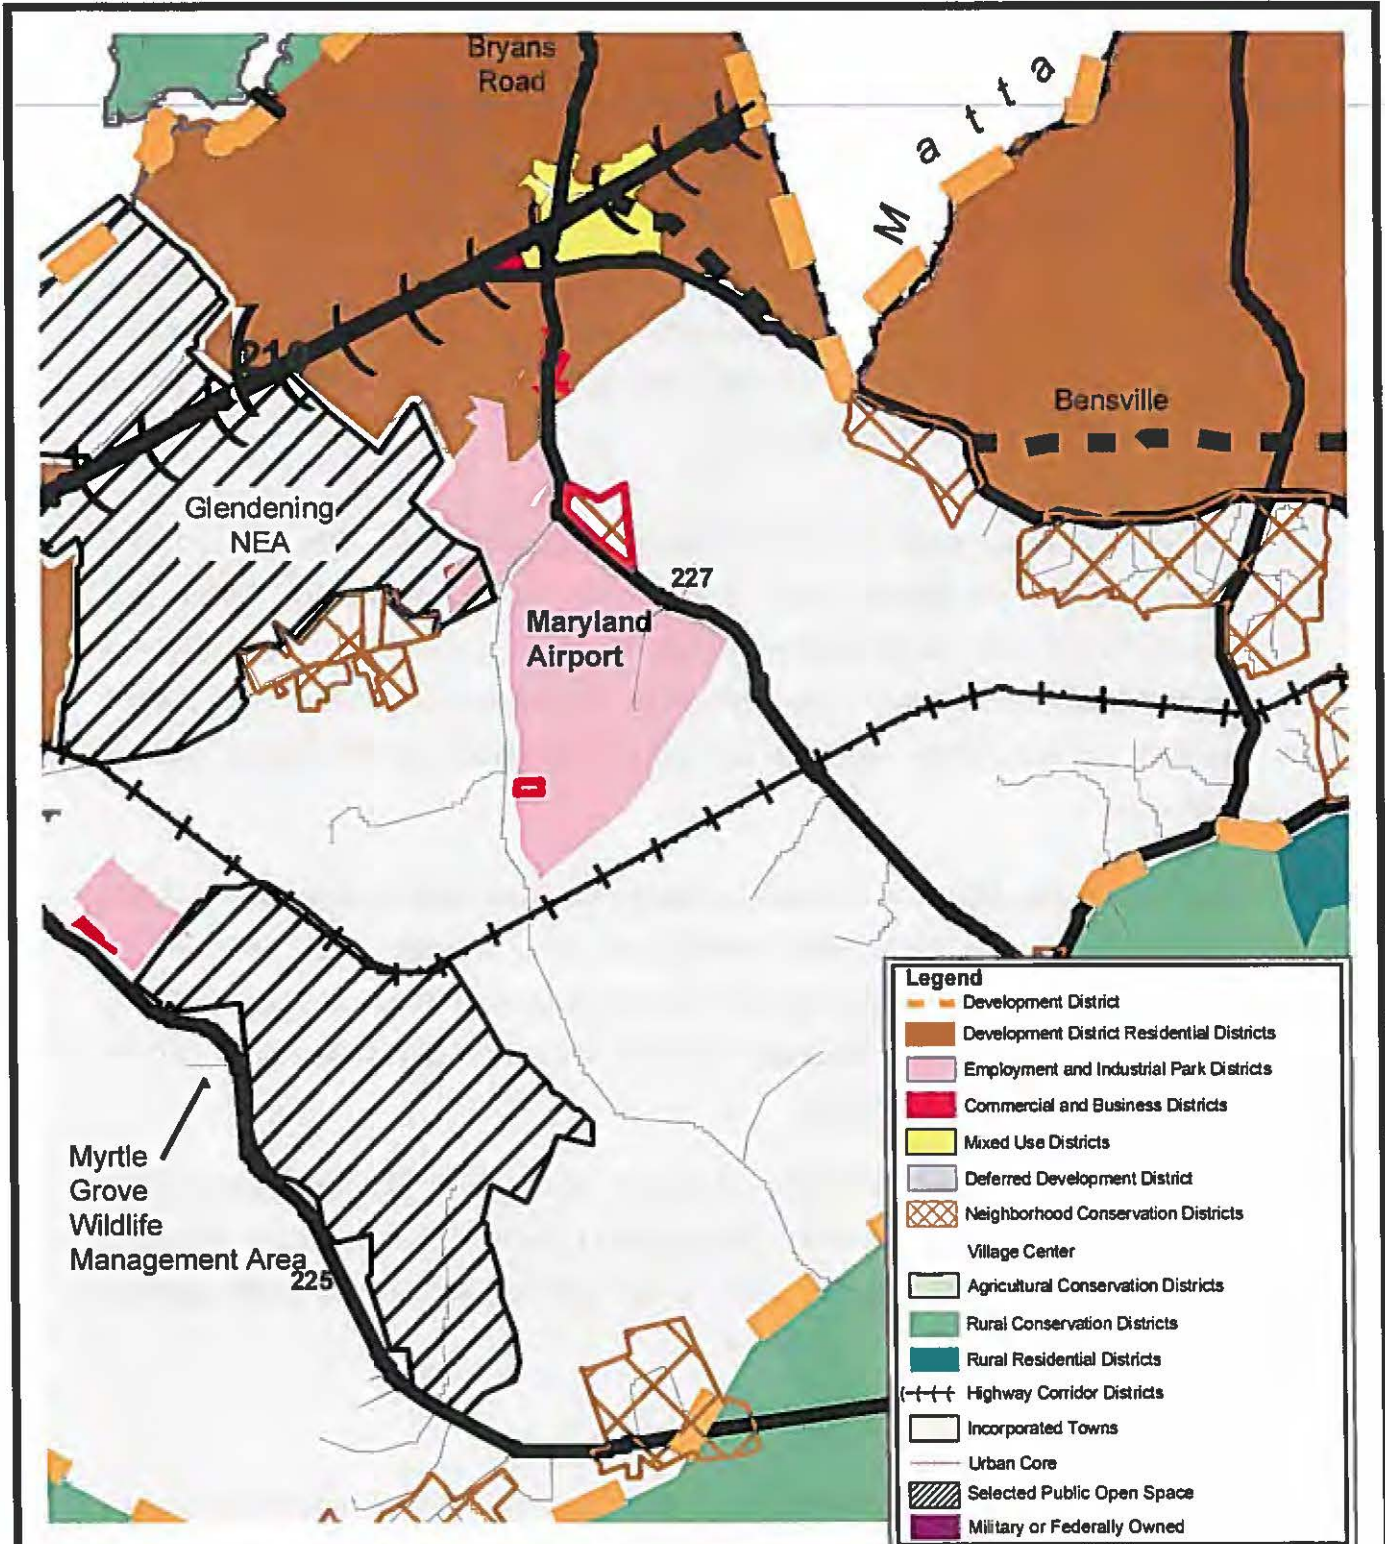 Bryans
Road
Matta
210
Bensville
Glendening
NEA
227
Maryland
Airport
Myrtle
Grove
Wildlife
Management Area
225
Legend
Development District
Development District Residential Districts
Employment and Industrial Park Districts
Commercial and Business Districts
Mixed Use Districts
Deferred Development District
Neighborhood Conservation Districts
Village Center
Agricultural Conservation Districts
Rural Conservation Districts
Rural Residential Districts
Highway Corridor Districts
Incorporated Towns
Urban Core
Selected Public Open Space
Military or Federally Owned